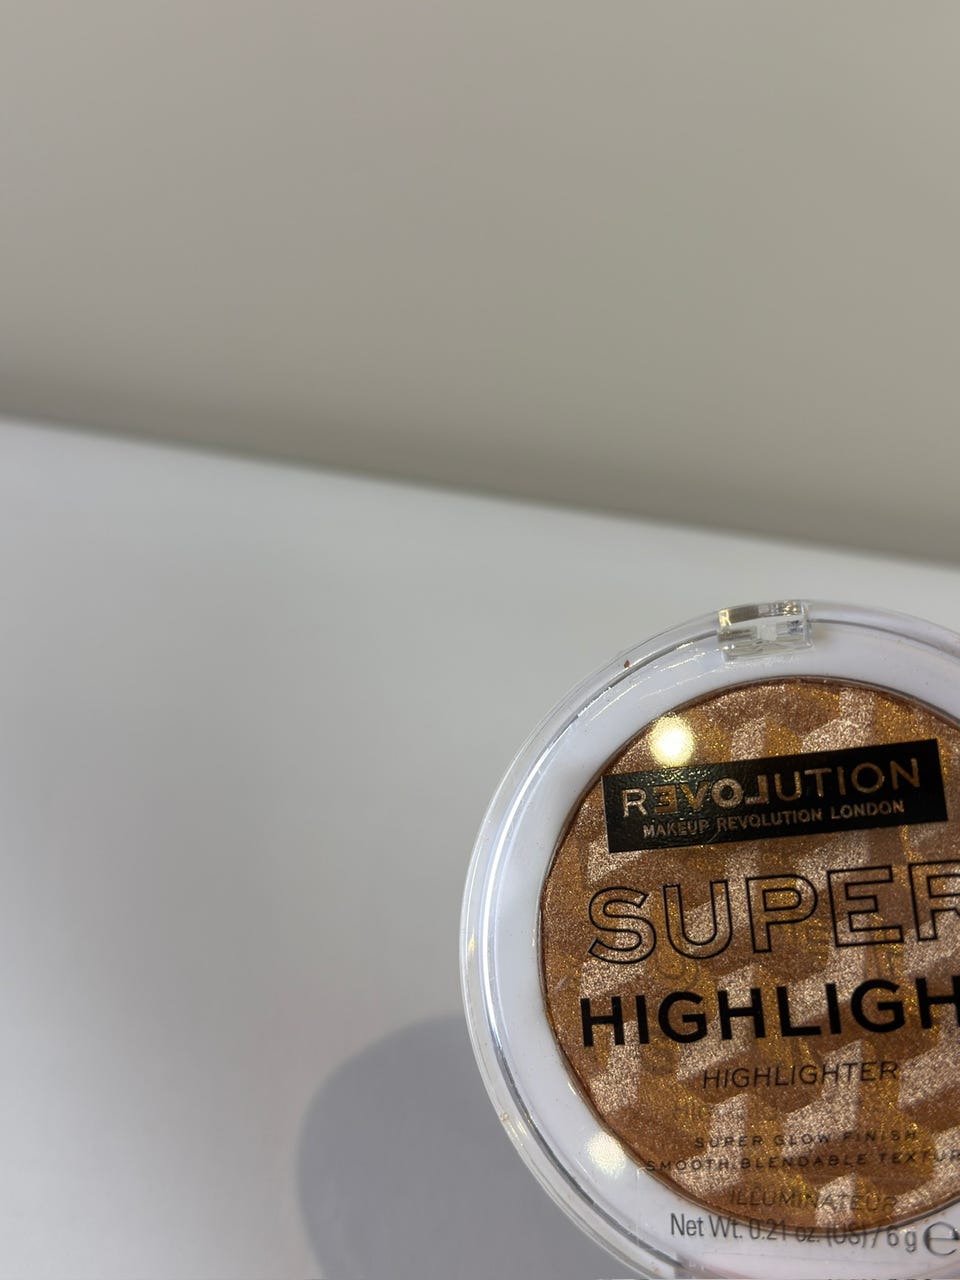 REVOLUTION
MAKEUP REVOLUTION LONDON
SUPER
HIGHLIGH
HIGHLIGHTER
SUPER GLOW FINISH
SMOOTH BLENDABLE TEXTUR
ILLUMINATEUR
Net Wt. 0.21 oz. (US) / 6 g e